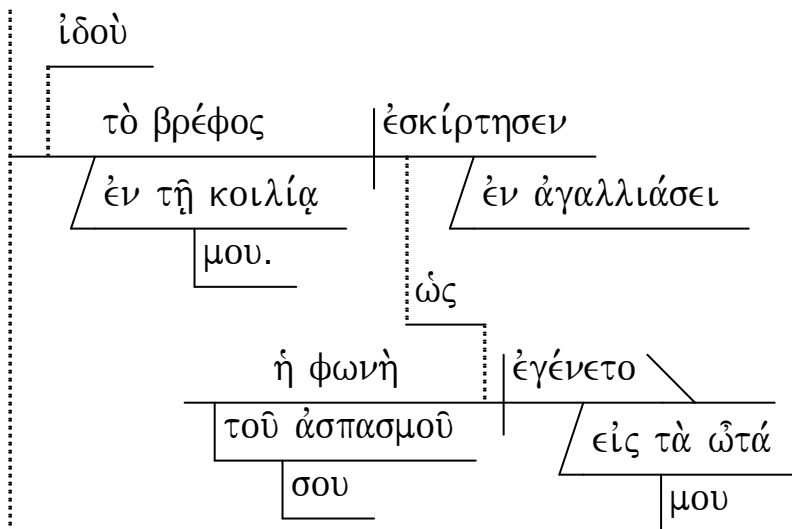 ἰδοὺ
τὸ βρέφος ἐσκίρτησεν
ἐν τῇ κοιλίᾳ ἐν ἀγαλλιάσει
μου.
ὡς
ἡ φωνὴ ἐγένετο
τοῦ ἀσπασμοῦ εἰς τὰ ὦτά
σου μου